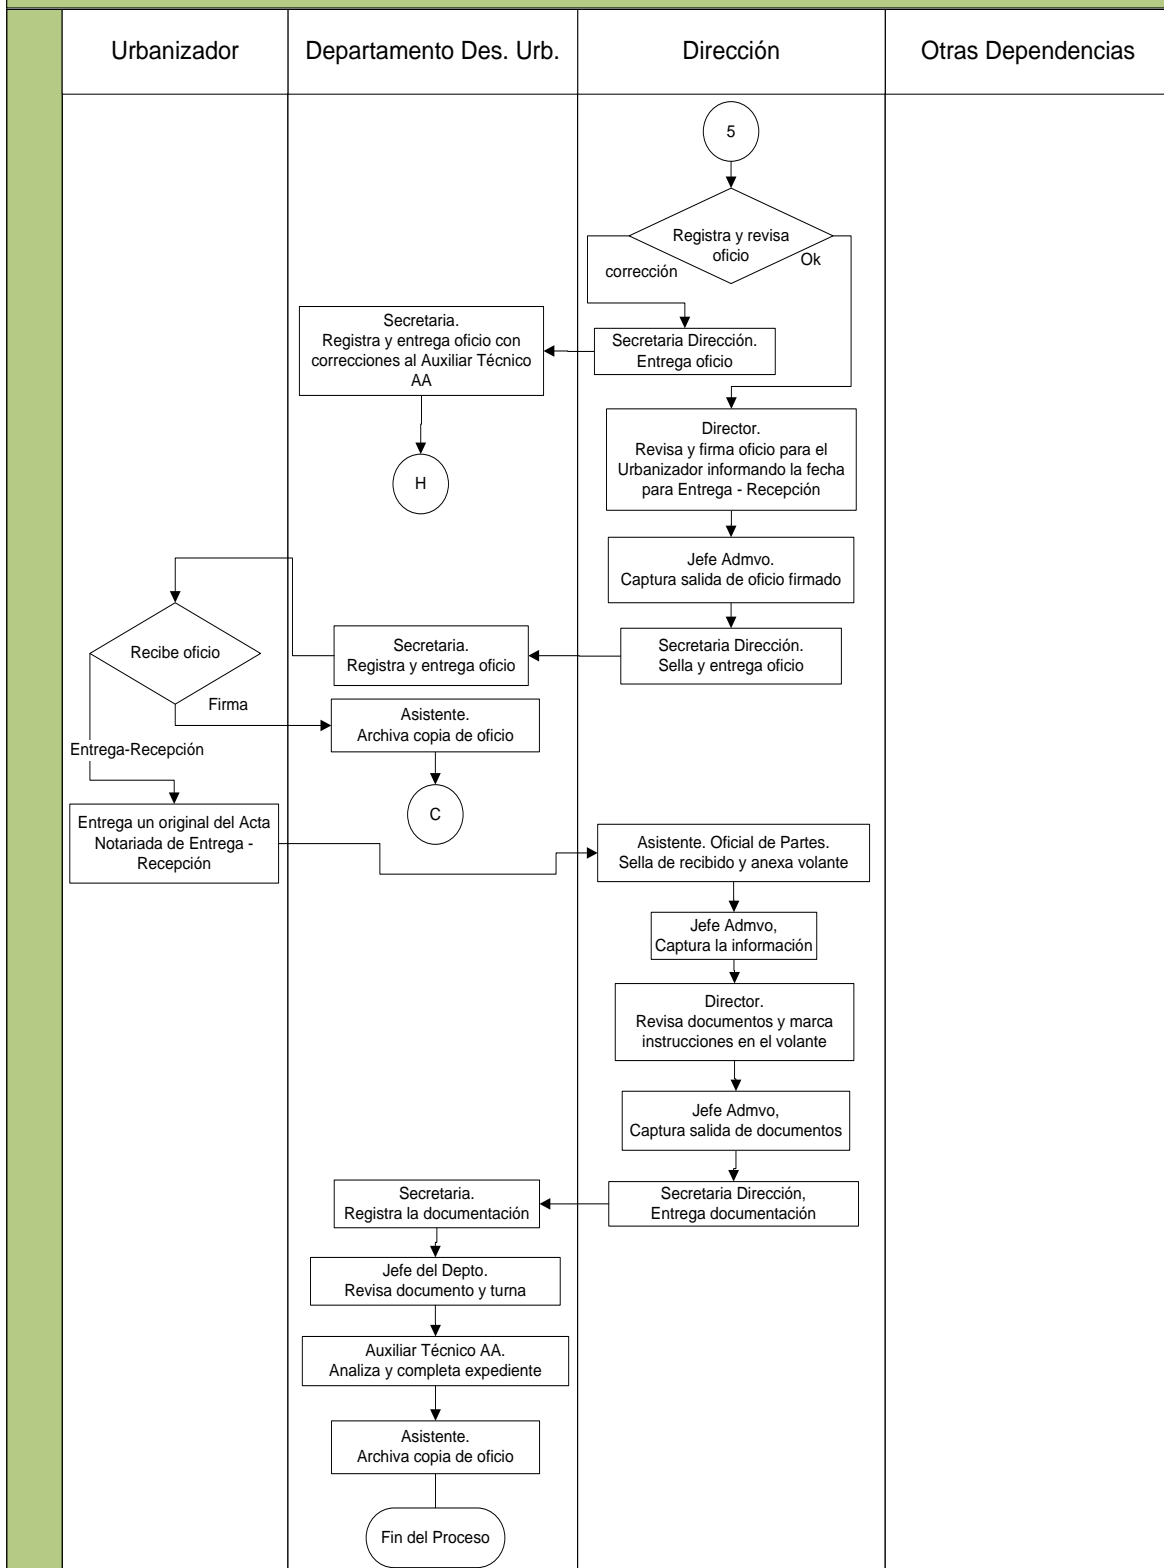 Urbanizador
Departamento Des. Urb.
Dirección
Otras Dependencias
5
Registra y revisa
oficio
corrección
Ok
Secretaria.
Registra y entrega oficio con
correcciones al Auxiliar Técnico
AA
Secretaria Dirección.
Entrega oficio
Director.
Revisa y firma oficio para el
Urbanizador informando la fecha
para Entrega - Recepción
H
Jefe Admvo.
Captura salida de oficio firmado
Recibe oficio
Secretaria.
Registra y entrega oficio
Secretaria Dirección.
Sella y entrega oficio
Firma
Asistente.
Archiva copia de oficio
Entrega-Recepción
C
Entrega un original del Acta
Notariada de Entrega -
Recepción
Asistente. Oficial de Partes.
Sella de recibido y anexa volante
Jefe Admvo,
Captura la información
Director.
Revisa documentos y marca
instrucciones en el volante
Jefe Admvo,
Captura salida de documentos
Secretaria.
Registra la documentación
Secretaria Dirección,
Entrega documentación
Jefe del Depto.
Revisa documento y turna
Auxiliar Técnico AA.
Analiza y completa expediente
Asistente.
Archiva copia de oficio
Fin del Proceso